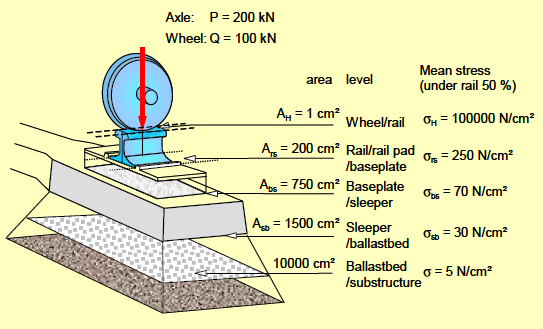 Axle: P = 200 kN
Wheel: Q = 100 kN
area level Mean stress
(under rail 50 %)
A_H = 1 cm² Wheel/rail σ_H = 100000 N/cm²
A_rs = 200 cm² Rail/rail pad
/baseplate σ_rs = 250 N/cm²
A_bs = 750 cm² Baseplate
/sleeper σ_bs = 70 N/cm²
A_sb = 1500 cm² Sleeper
/ballastbed σ_sb = 30 N/cm²
10000 cm² Ballastbed
/substructure σ = 5 N/cm²